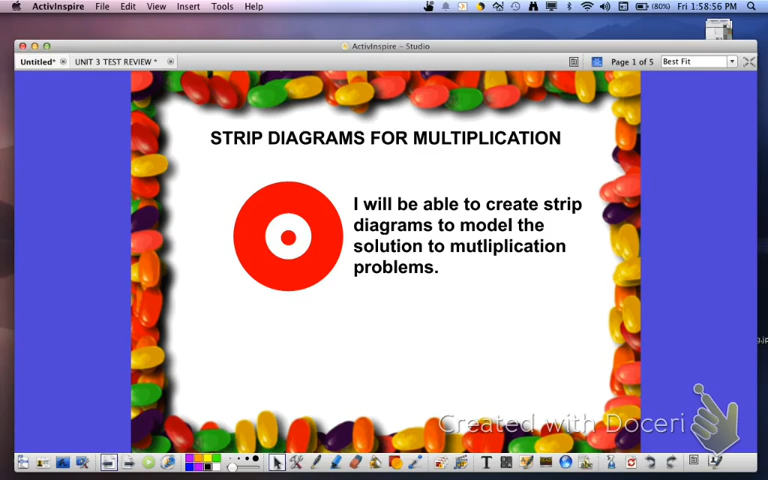 ActivInspire File Edit View Insert Tools Help (80%) Fri 1:58:56 PM
ActivInspire – Studio
Untitled* UNIT 3 TEST REVIEW * Page 1 of 5 Best Fit
STRIP DIAGRAMS FOR MULTIPLICATION
I will be able to create strip
diagrams to model the
solution to mutliplication
problems.
Created with Doceri